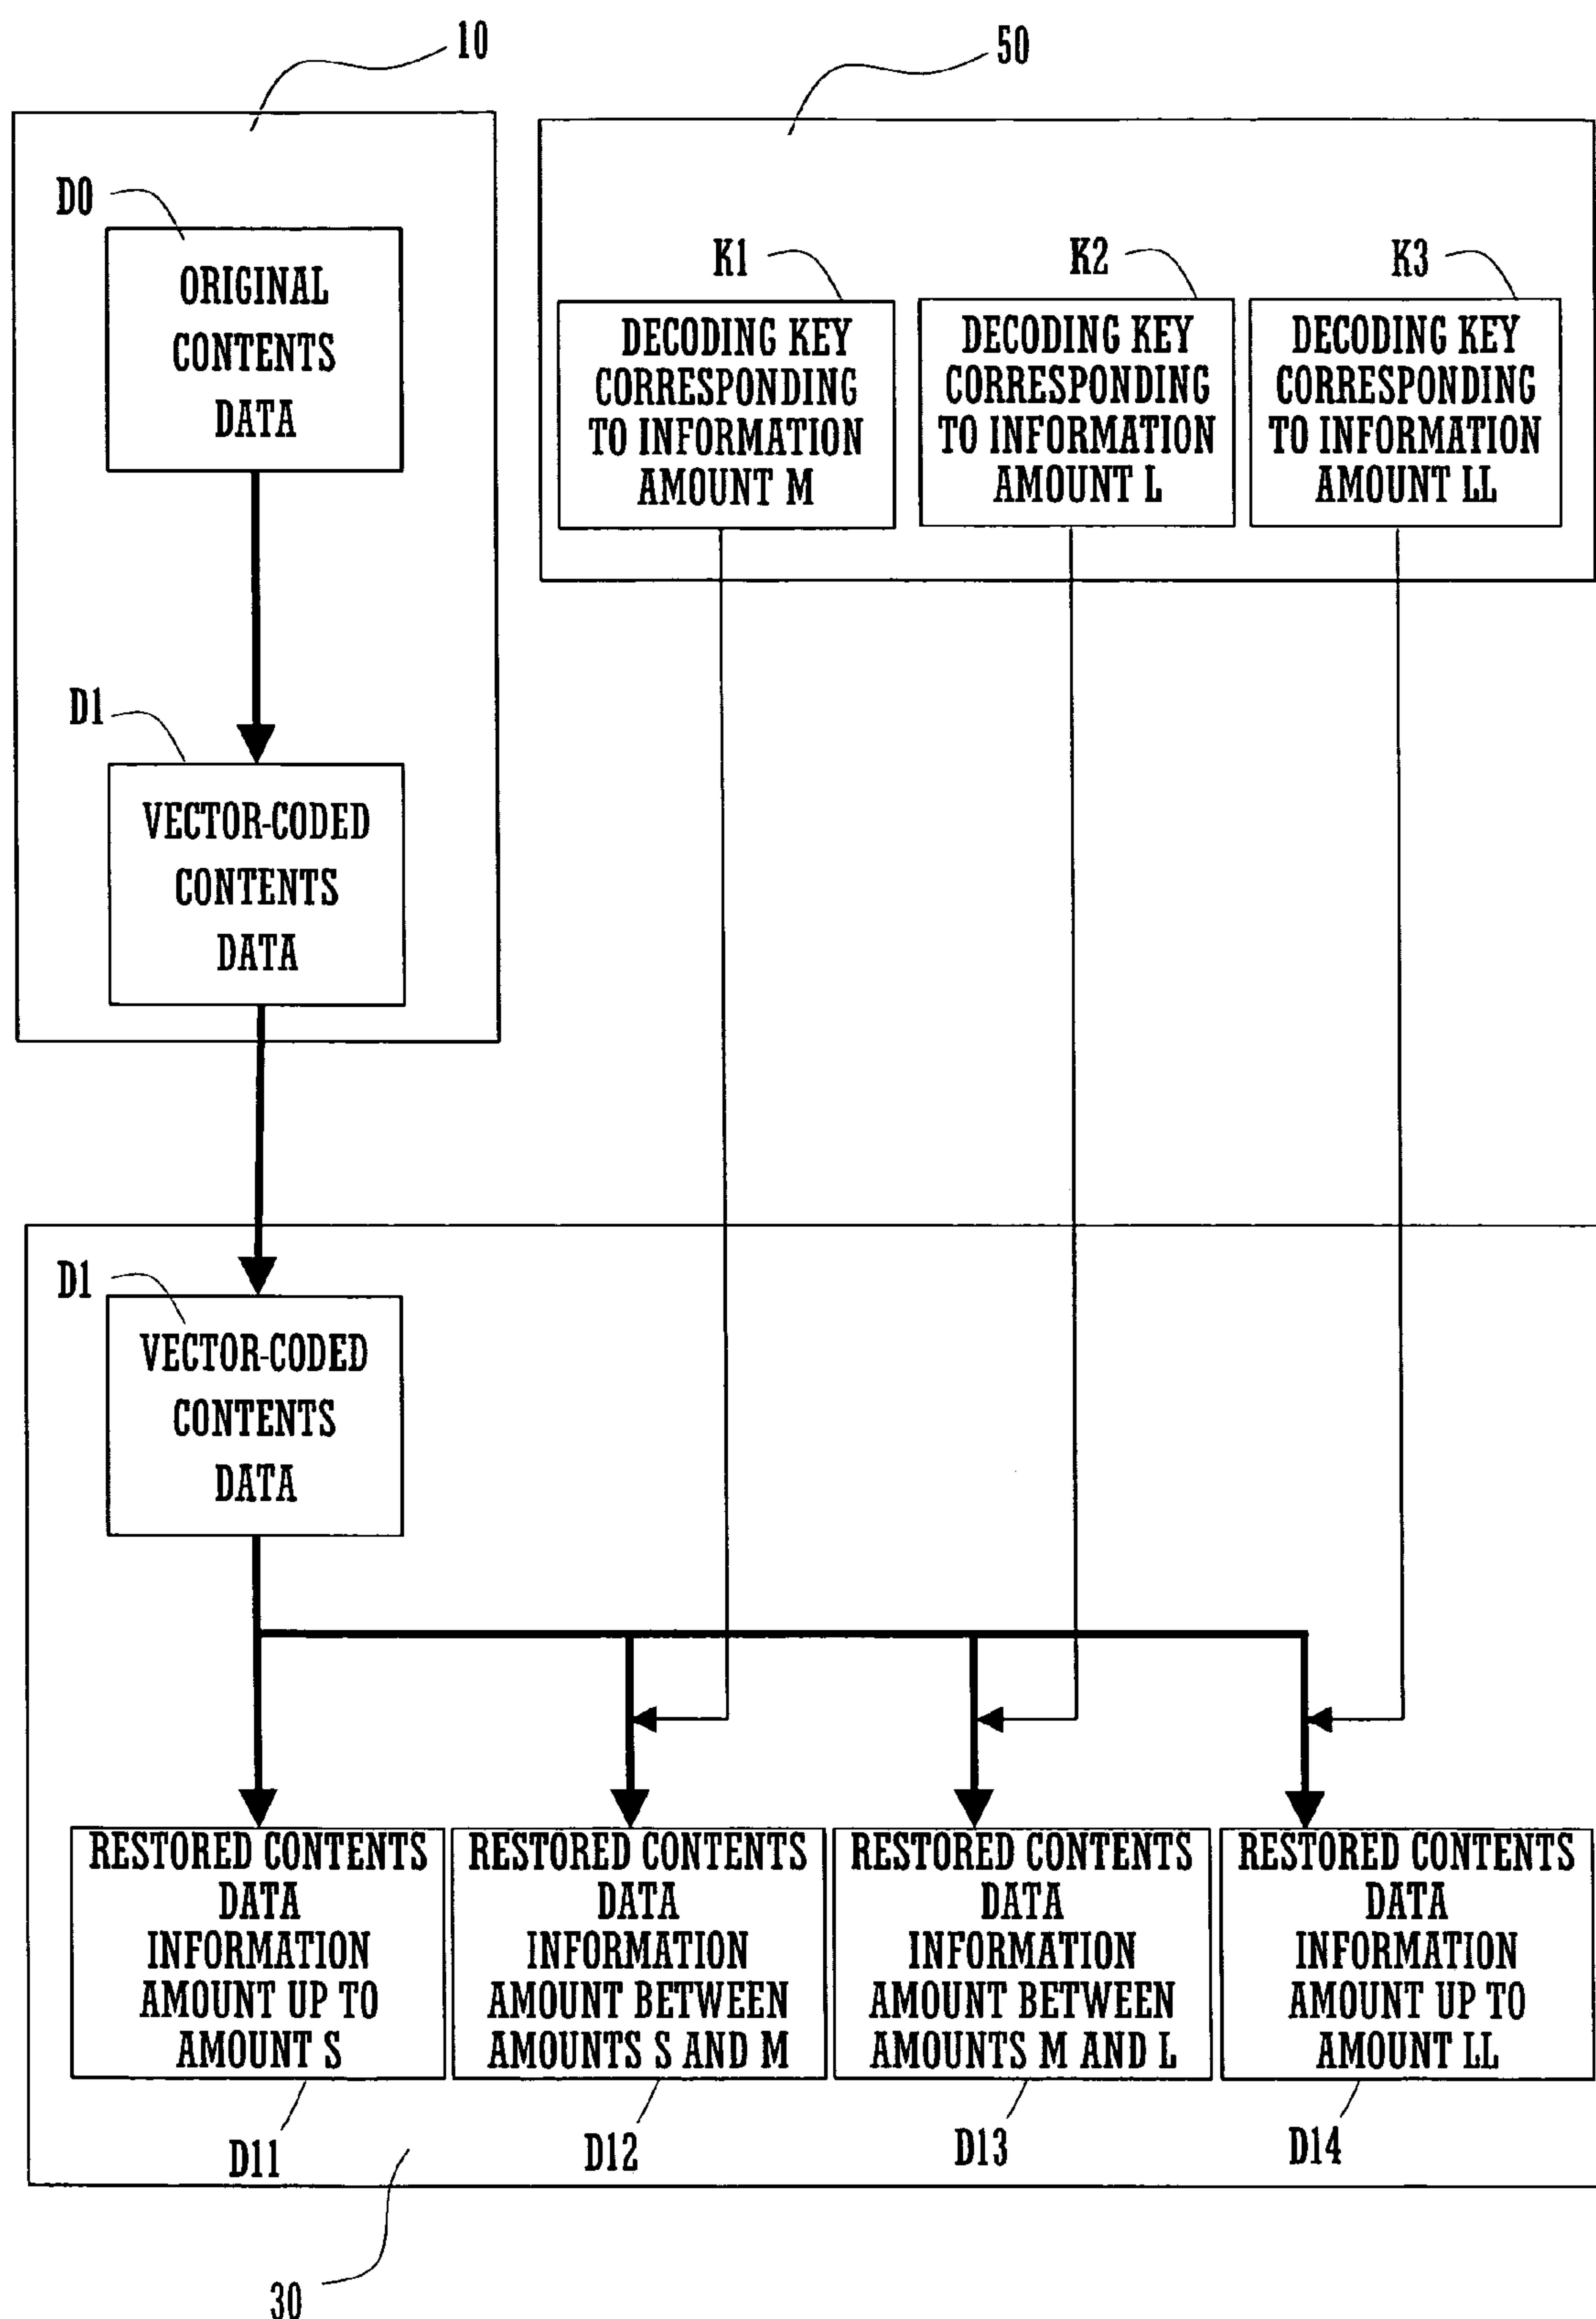 10
50
D0
ORIGINAL
CONTENTS
DATA
K1
DECODING KEY
CORRESPONDING
TO INFORMATION
AMOUNT M
K2
DECODING KEY
CORRESPONDING
TO INFORMATION
AMOUNT L
K3
DECODING KEY
CORRESPONDING
TO INFORMATION
AMOUNT LL
D1
VECTOR-CODED
CONTENTS
DATA
D1
VECTOR-CODED
CONTENTS
DATA
RESTORED CONTENTS
DATA
INFORMATION
AMOUNT UP TO
AMOUNT S
D11
RESTORED CONTENTS
DATA
INFORMATION
AMOUNT BETWEEN
AMOUNTS S AND M
D12
RESTORED CONTENTS
DATA
INFORMATION
AMOUNT BETWEEN
AMOUNTS M AND L
D13
RESTORED CONTENTS
DATA
INFORMATION
AMOUNT UP TO
AMOUNT LL
D14
30